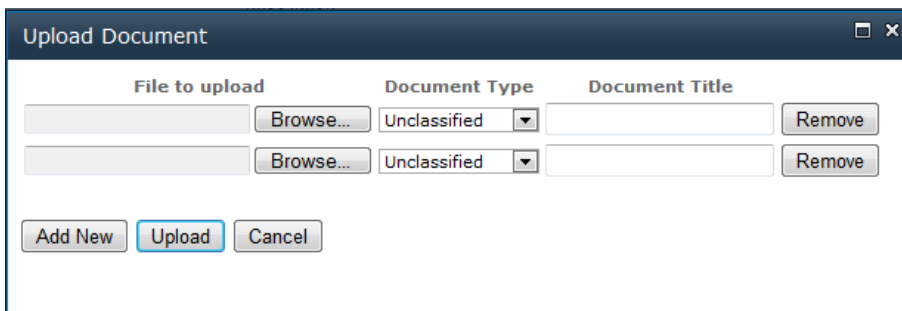 Upload Document
File to upload Document Type Document Title
Browse... Unclassified Remove
Browse... Unclassified Remove
Add New Upload Cancel